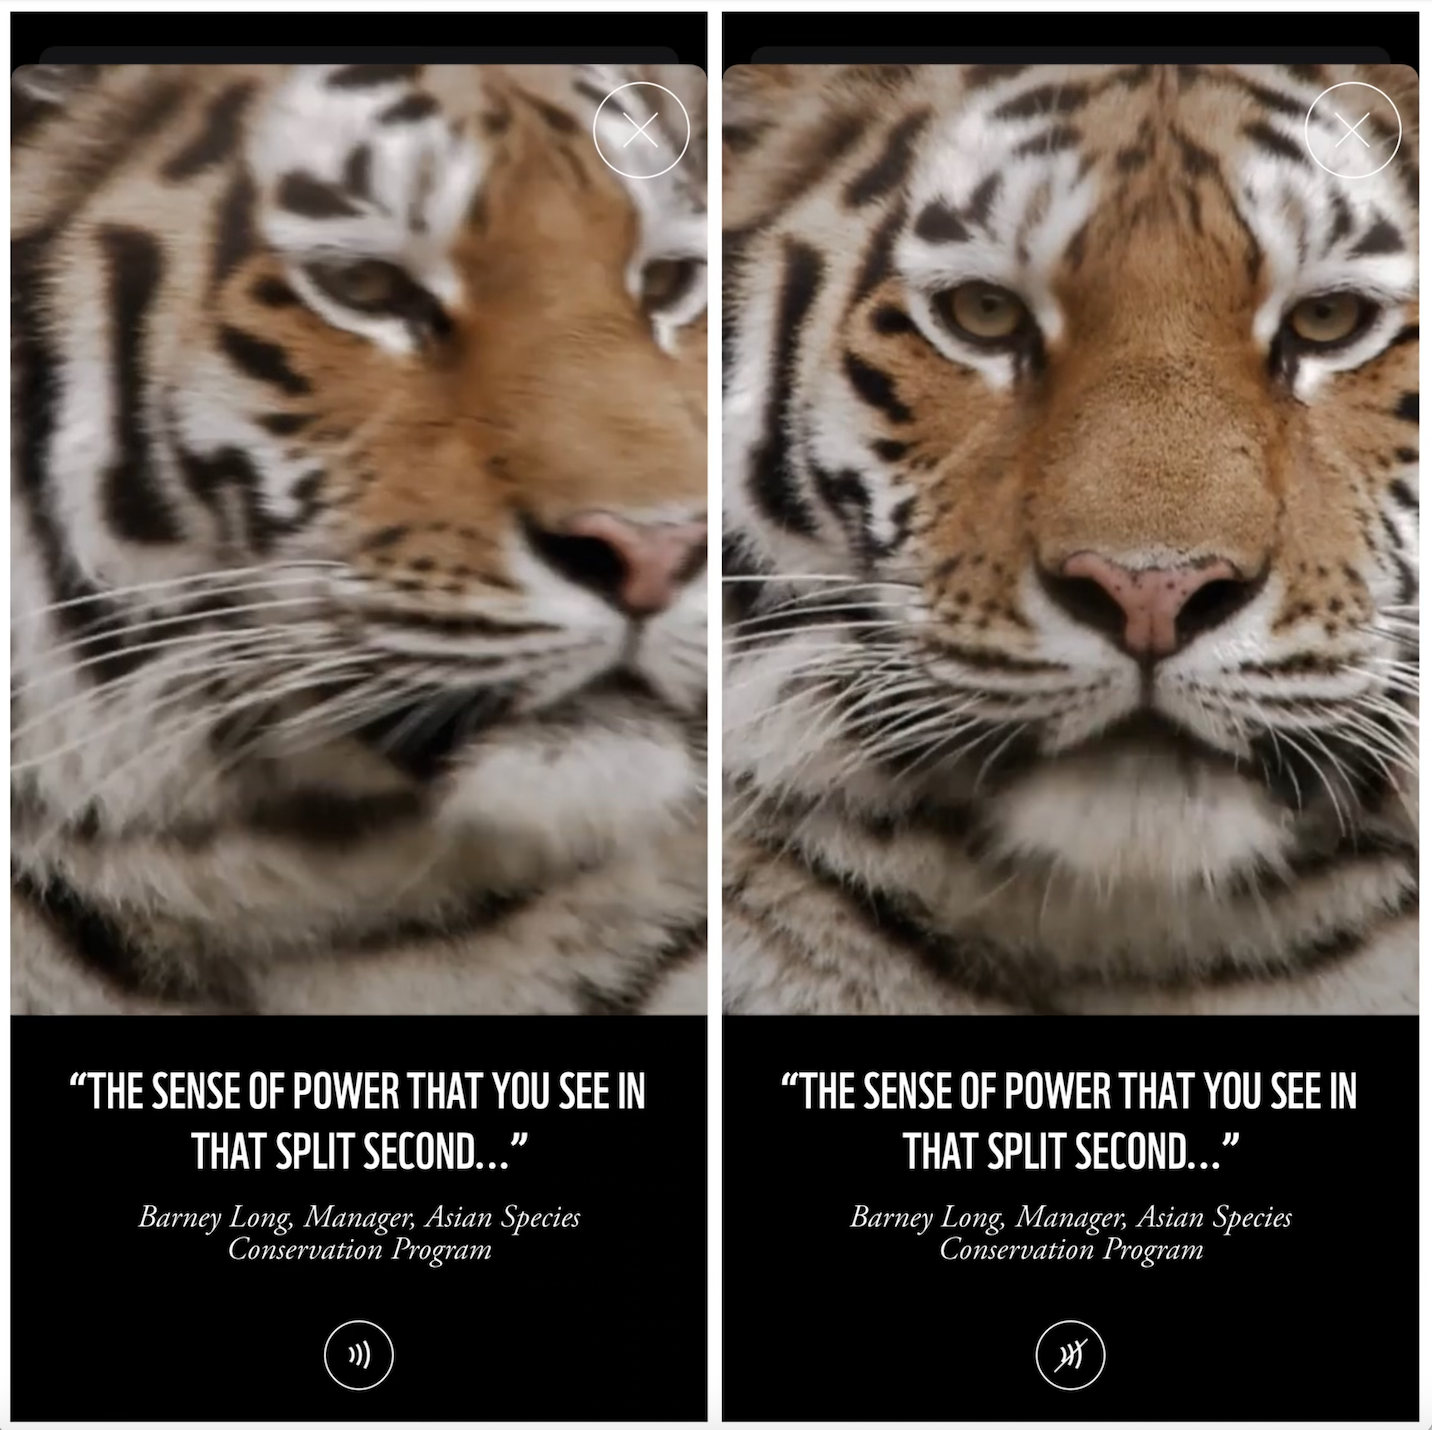 “THE SENSE OF POWER THAT YOU SEE IN
THAT SPLIT SECOND...”
Barney Long, Manager, Asian Species
Conservation Program
“THE SENSE OF POWER THAT YOU SEE IN
THAT SPLIT SECOND...”
Barney Long, Manager, Asian Species
Conservation Program